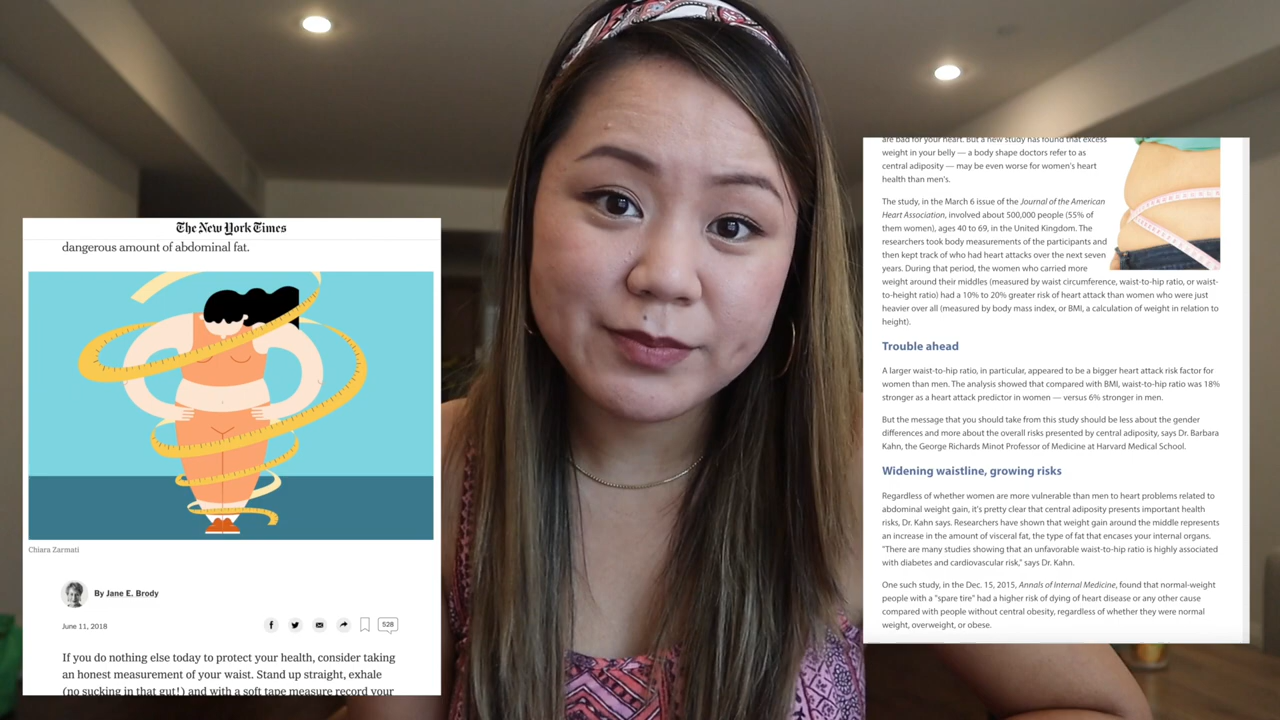 The New York Times
dangerous amount of abdominal fat.
Chiara Zarmati
By Jane E. Brody
June 11, 2018
528
If you do nothing else today to protect your health, consider taking
an honest measurement of your waist. Stand up straight, exhale
(no sucking in that gut!) and with a soft tape measure record your
are bad for your heart. But a new study has found that excess
weight in your belly — a body shape doctors refer to as
central adiposity — may be even worse for women's heart
health than men's.
The study, in the March 6 issue of the Journal of the American
Heart Association, involved about 500,000 people (55% of
them women), ages 40 to 69, in the United Kingdom. The
researchers took body measurements of the participants and
then kept track of who had heart attacks over the next seven
years. During that period, the women who carried more
weight around their middles (measured by waist circumference, waist-to-hip ratio, or waist-
to-height ratio) had a 10% to 20% greater risk of heart attack than women who were just
heavier over all (measured by body mass index, or BMI, a calculation of weight in relation to
height).
Trouble ahead
A larger waist-to-hip ratio, in particular, appeared to be a bigger heart attack risk factor for
women than men. The analysis showed that compared with BMI, waist-to-hip ratio was 18%
stronger as a heart attack predictor in women — versus 6% stronger in men.
But the message that you should take from this study should be less about the gender
differences and more about the overall risks presented by central adiposity, says Dr. Barbara
Kahn, the George Richards Minot Professor of Medicine at Harvard Medical School.
Widening waistline, growing risks
Regardless of whether women are more vulnerable than men to heart problems related to
abdominal weight gain, it's pretty clear that central adiposity presents important health
risks, Dr. Kahn says. Researchers have shown that weight gain around the middle represents
an increase in the amount of visceral fat, the type of fat that encases your internal organs.
"There are many studies showing that an unfavorable waist-to-hip ratio is highly associated
with diabetes and cardiovascular risk," says Dr. Kahn.
One such study, in the Dec. 15, 2015, Annals of Internal Medicine, found that normal-weight
people with a "spare tire" had a higher risk of dying of heart disease or any other cause
compared with people without central obesity, regardless of whether they were normal
weight, overweight, or obese.